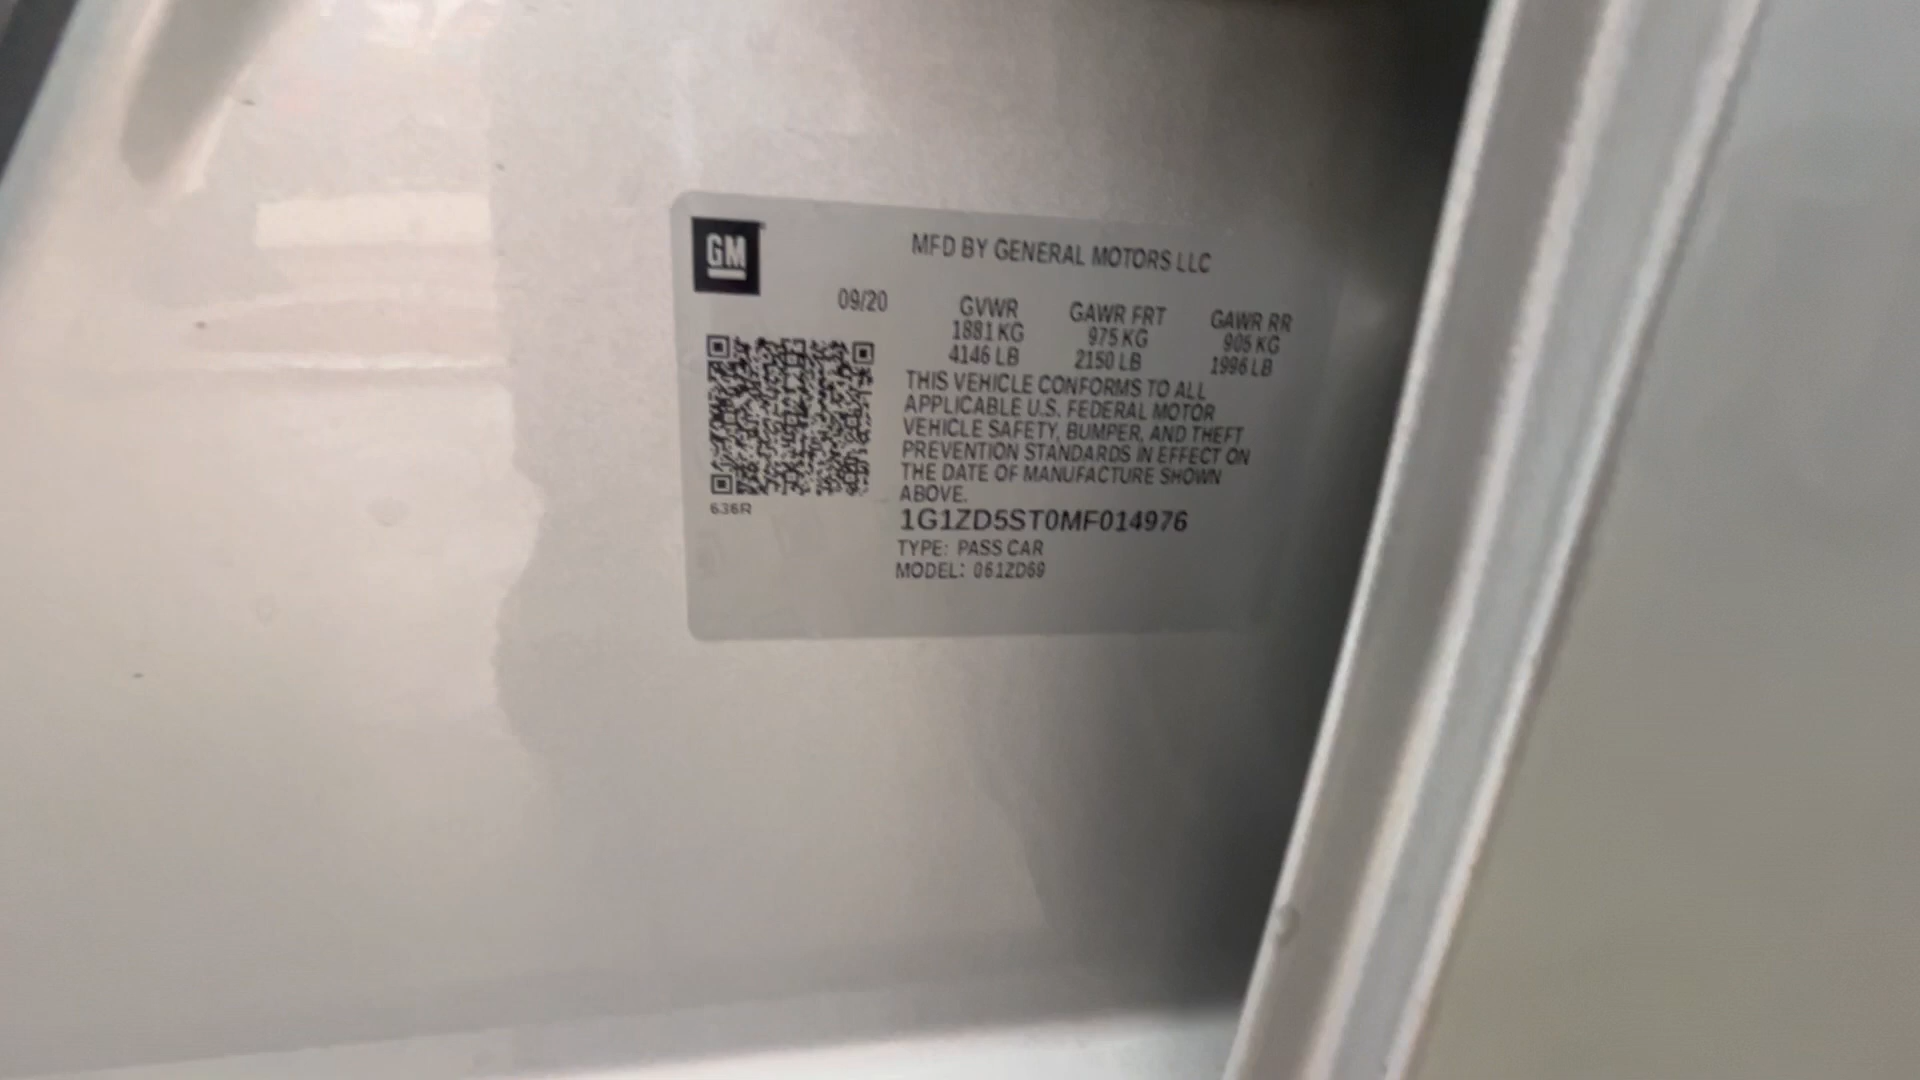 GM
MFD BY GENERAL MOTORS LLC
09/20
GVWR GAWR FRT GAWR RR
1881 KG 975 KG 905 KG
4146 LB 2150 LB 1996 LB
THIS VEHICLE CONFORMS TO ALL
APPLICABLE U.S. FEDERAL MOTOR
VEHICLE SAFETY, BUMPER, AND THEFT
PREVENTION STANDARDS IN EFFECT ON
THE DATE OF MANUFACTURE SHOWN
ABOVE.
636R
1G1ZD5ST0MF014976
TYPE: PASS CAR
MODEL: 061ZD69